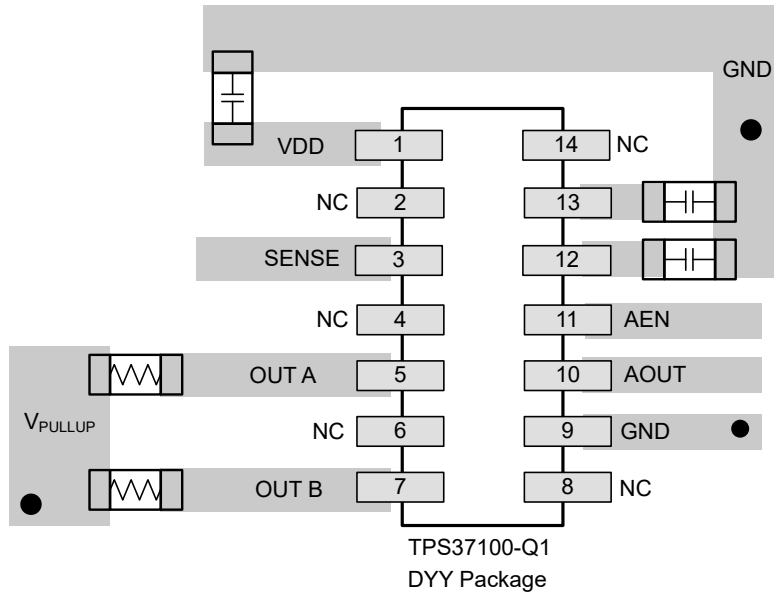 GND
VDD 1 14 NC
NC 2 13
SENSE 3 12
NC 4 11 AEN
OUT A 5 10 AOUT
VPULLUP
NC 6 9 GND
OUT B 7 8 NC
TPS37100-Q1
DYY Package